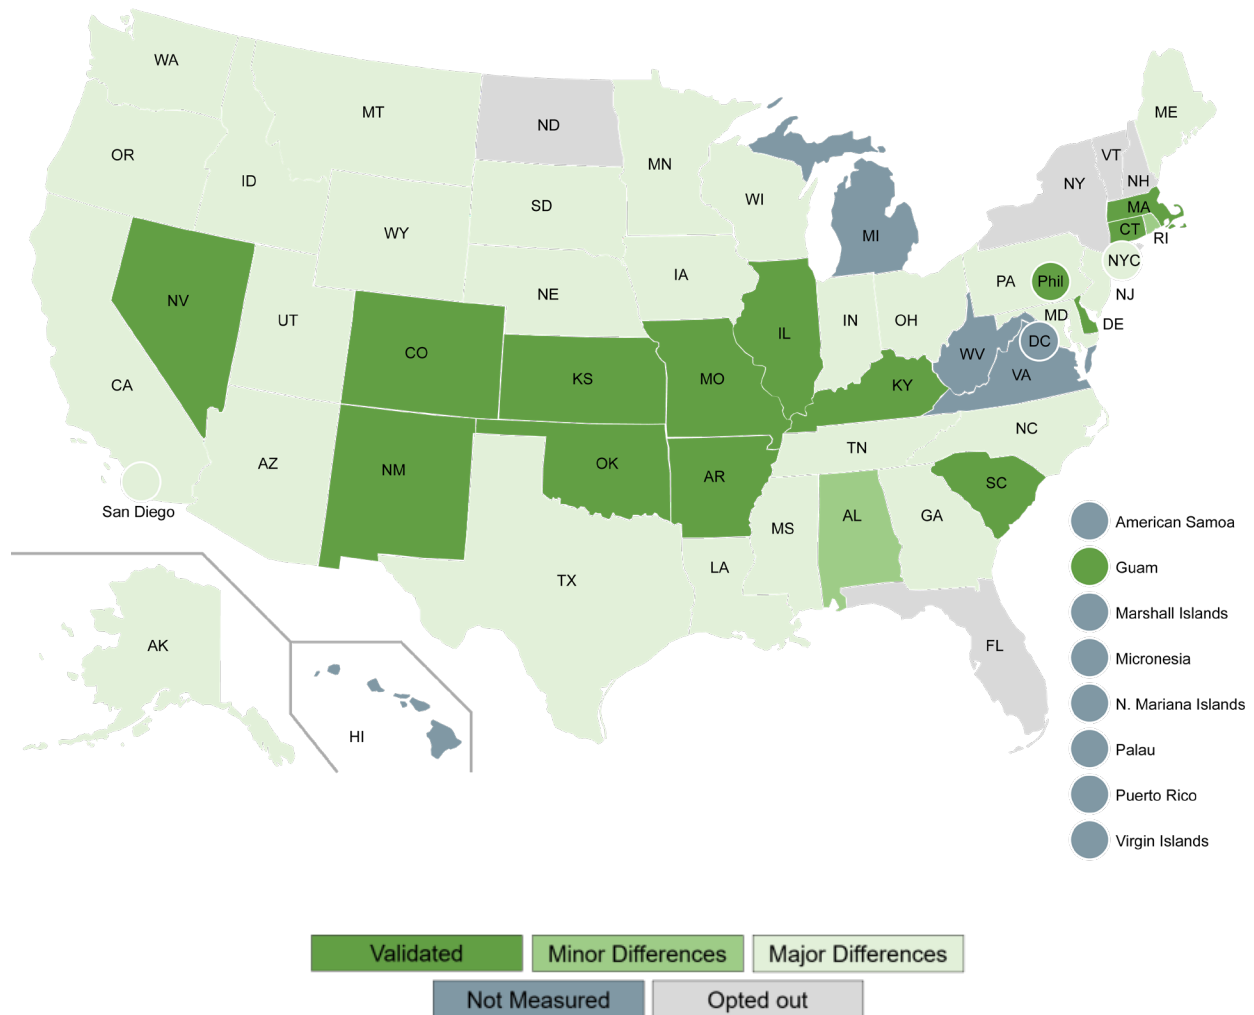 WA
MT
ND
ME
OR
ID
MN
VT
NH
NY
SD
WI
MA
WY
CT
RI
MI
NYC
IA
PA
Phil
NE
NJ
NV
UT
IL
IN
OH
MD
DE
DC
CO
WV
KS
MO
VA
CA
KY
NC
TN
AZ
NM
OK
AR
SC
San Diego
MS
AL
GA
American Samoa
LA
Guam
TX
Marshall Islands
AK
FL
Micronesia
N. Mariana Islands
HI
Palau
Puerto Rico
Virgin Islands
Validated
Minor Differences
Major Differences
Not Measured
Opted out